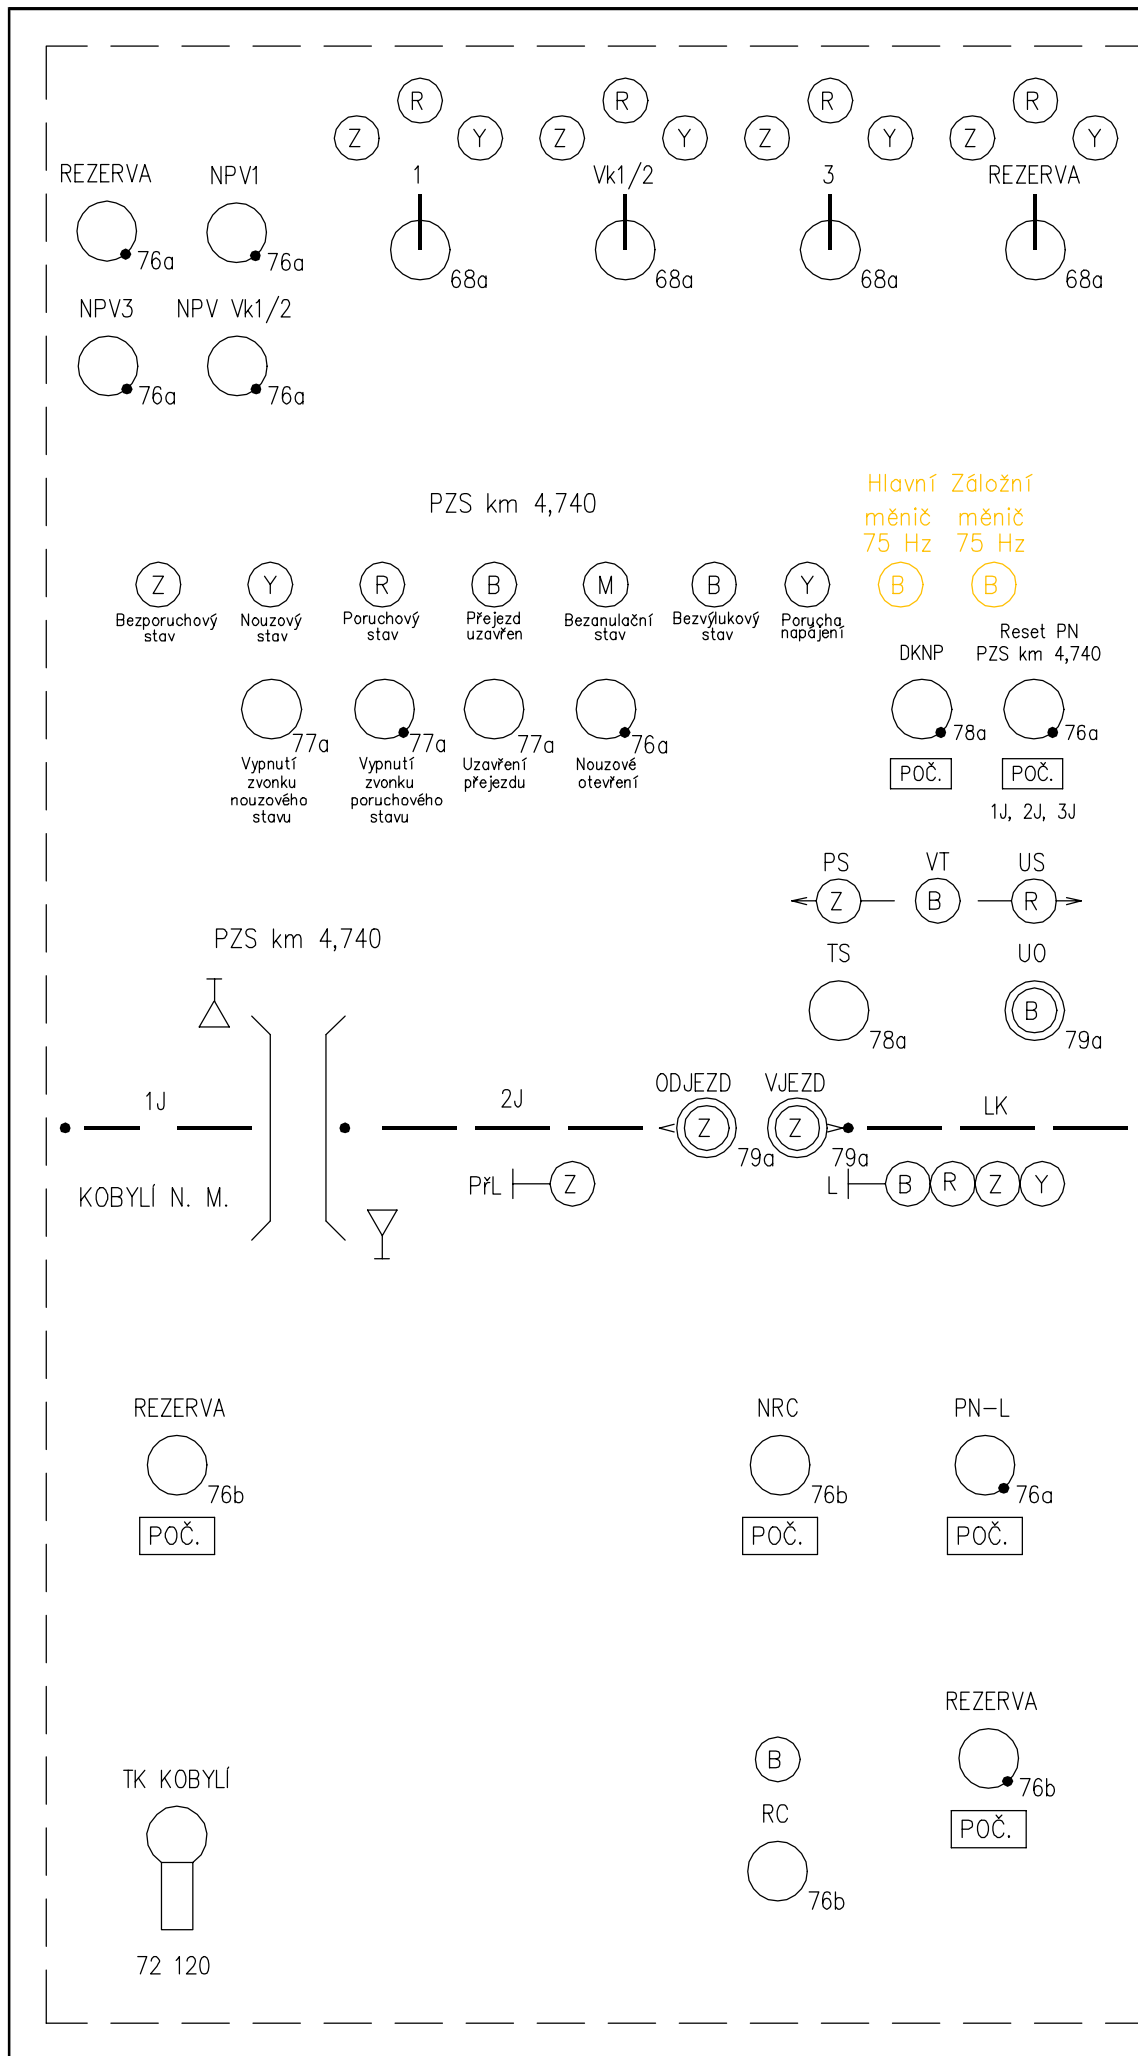 R R R R
Z Y Z Y Z Y Z Y
REZERVA NPV1 1 Vk1/2 3 REZERVA
76a 76a 68a 68a 68a 68a
NPV3 NPV Vk1/2
76a 76a
PZS km 4,740
Hlavní
měnič
75 Hz
Záložní
měnič
75 Hz
Z Y R B M B Y B B
Bezporuchový
stav
Nouzový
stav
Poruchový
stav
Přejezd
uzavřen
Bezanulační
stav
Bezvýlukový
stav
Porucha
napájení
DKNP
Reset PN
PZS km 4,740
77a 77a 77a 76a 78a 76a
Vypnutí
zvonku
nouzového
stavu
Vypnutí
zvonku
poruchového
stavu
Uzavření
přejezdu
Nouzové
otevření
POČ. POČ.
1J, 2J, 3J
PS VT US
Z B R
PZS km 4,740
TS UO
B
78a 79a
1J 2J ODJEZD VJEZD LK
Z Z
79a 79a
KOBYLÍ N. M. PřL Z L B R Z Y
REZERVA NRC PN-L
76b 76b 76a
POČ. POČ. POČ.
REZERVA
B
76b
TK KOBYLÍ RC POČ.
76b
72 120